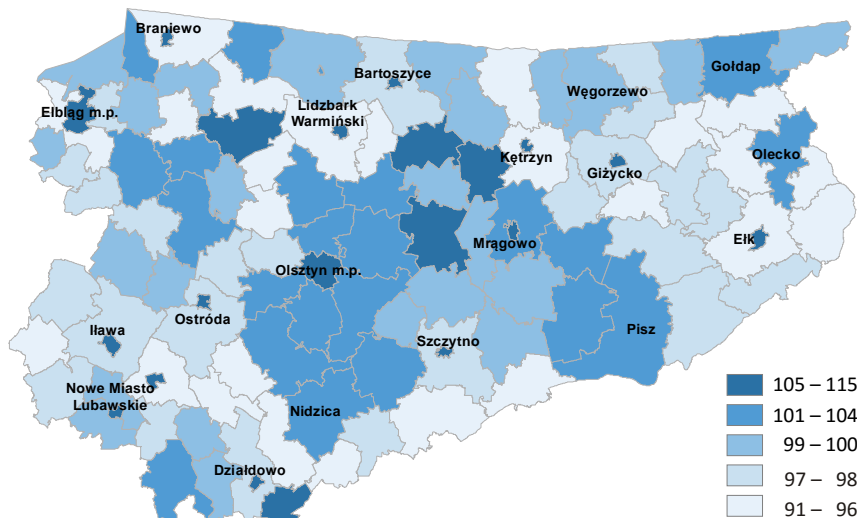 Braniewo
Gołdap
Bartoszyce
Węgorzewo
Elbląg m.p.
Lidzbark
Warmiński
Kętrzyn
Olecko
Giżycko
Ełk
Mrągowo
Olsztyn m.p.
Ostróda
Iława
Pisz
Szczytno
Nowe Miasto
Lubawskie
Nidzica
Działdowo
105 – 115
101 – 104
99 – 100
97 – 98
91 – 96